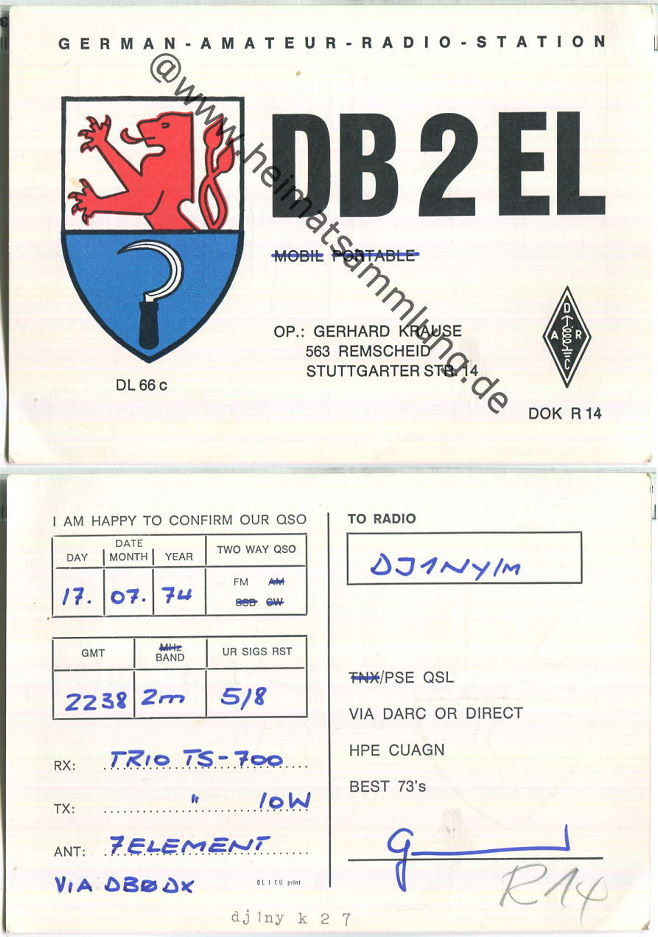 GERMAN-AMATEUR-RADIO-STATION
@www.heimatsammlung.de
DB2EL
MOBIL PORTABLE
OP.: GERHARD KRAUSE
563 REMSCHEID
STUTTGARTER STR. 14
D
A R
C
DL 66 c
DOK R 14
I AM HAPPY TO CONFIRM OUR QSO
DATE
DAY MONTH YEAR TWO WAY QSO
FM AM
SSB CW
17. 07. 74
GMT MHz BAND UR SIGS RST
2238 2m 5/8
RX: TRIO TS-700
TX: " 10W
ANT: 7ELEMENT
VIA DBØDX
print
TO RADIO
DJ1NY/m
TNX/PSE QSL
VIA DARC OR DIRECT
HPE CUAGN
BEST 73's
R14
dj1ny k 2 7